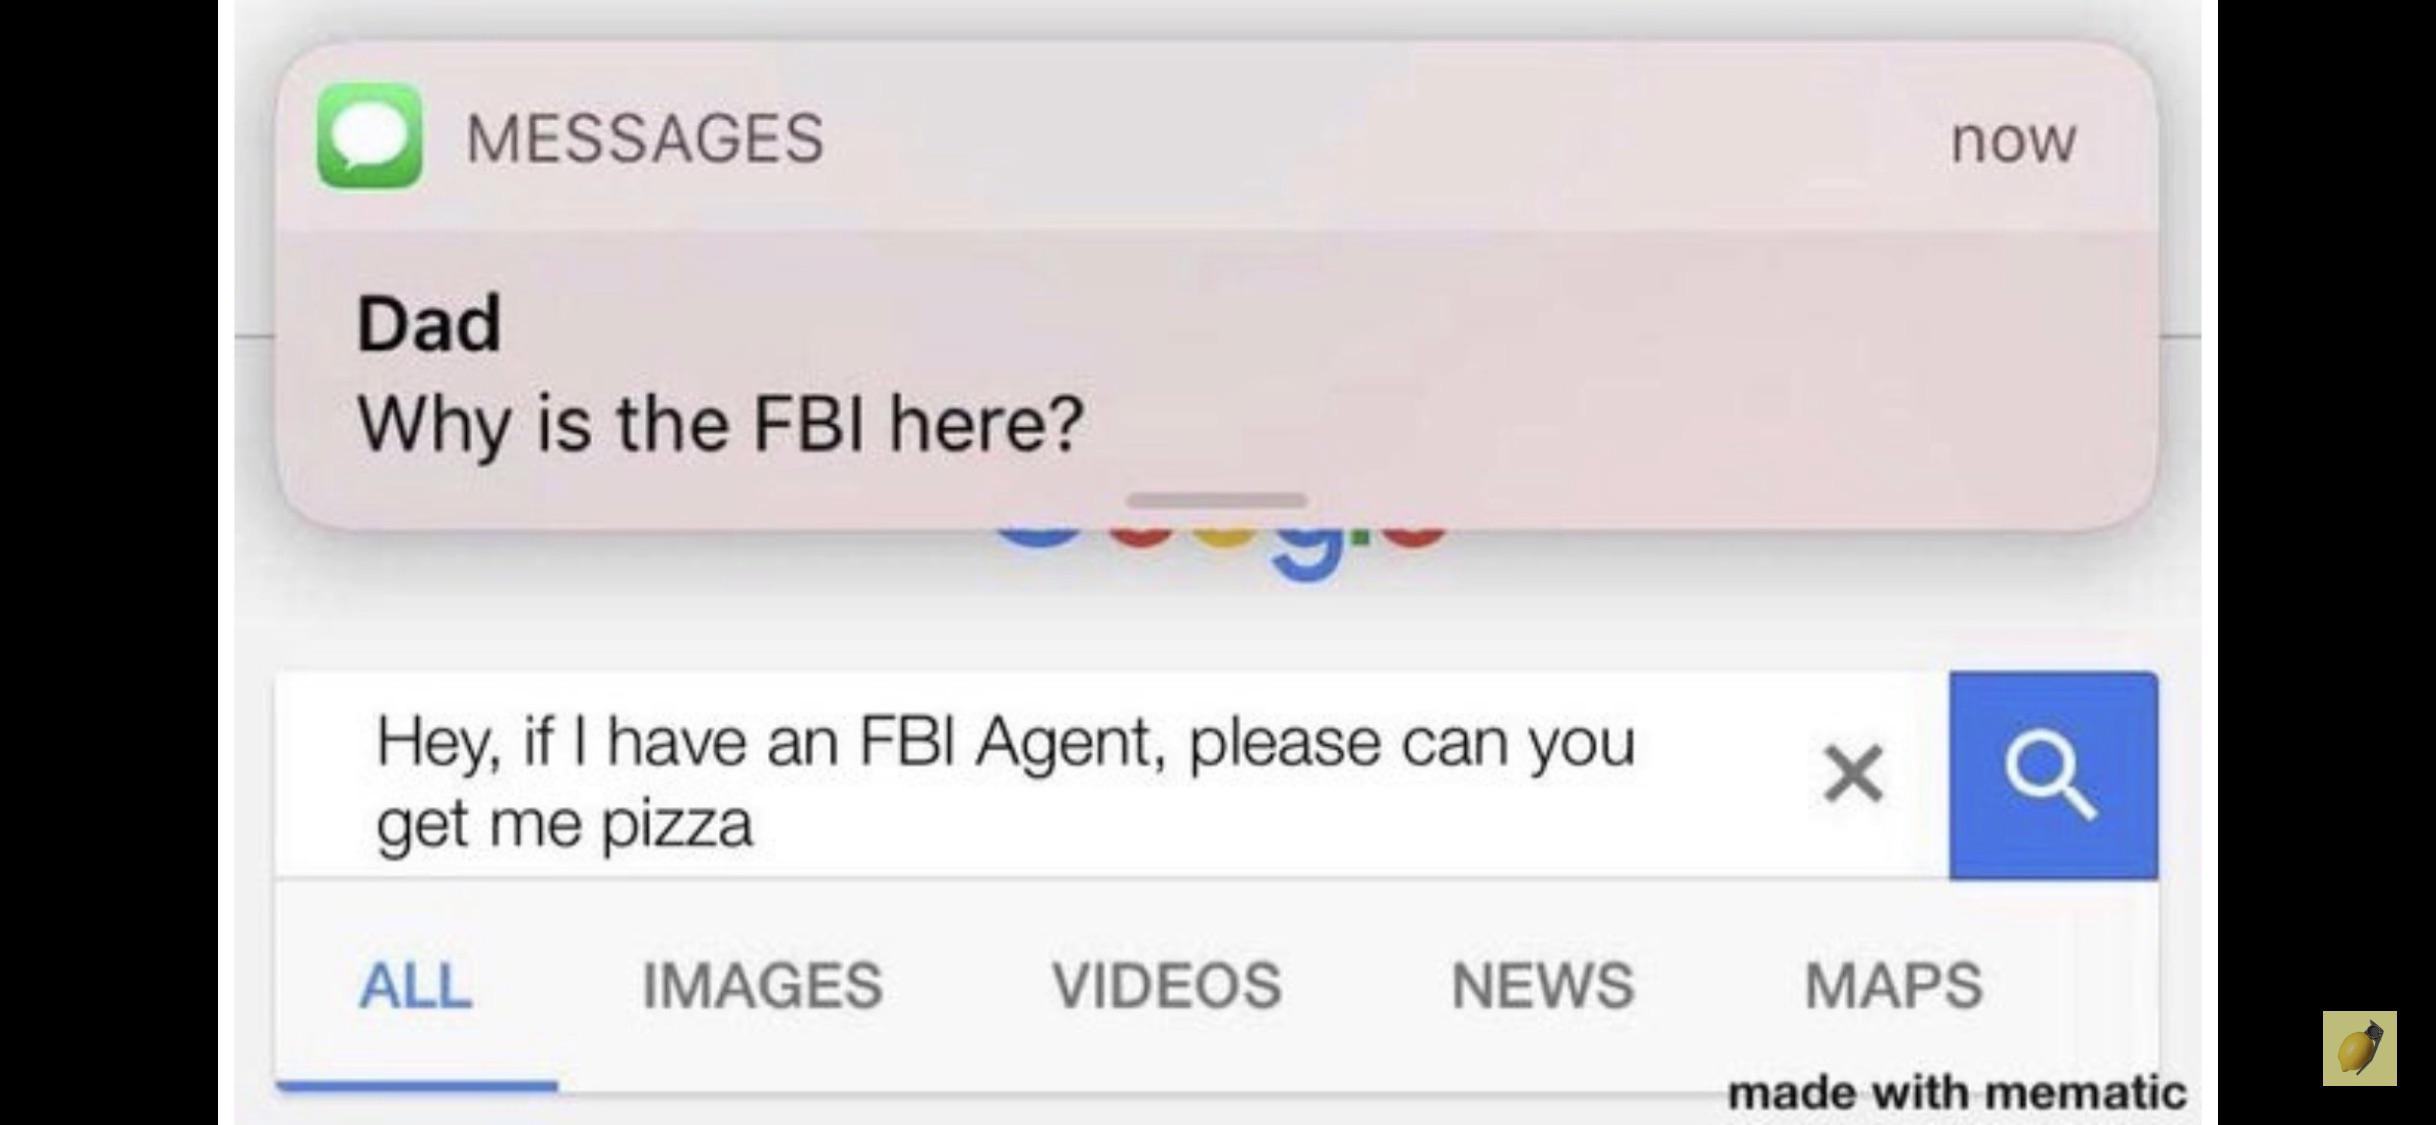 MESSAGES now
Dad
Why is the FBI here?
Google
Hey, if I have an FBI Agent, please can you
get me pizza
ALL IMAGES VIDEOS NEWS MAPS
made with mematic